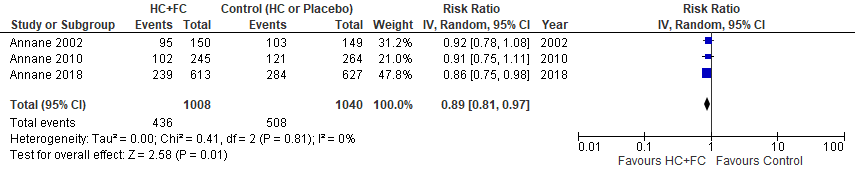 HC+FC Control (HC or Placebo) Risk Ratio Risk Ratio
Study or Subgroup Events Total Events Total Weight IV, Random, 95% CI Year IV, Random, 95% CI
Annane 2002 95 150 103 149 31.2% 0.92 [0.78, 1.08] 2002
Annane 2010 102 245 121 264 21.0% 0.91 [0.75, 1.11] 2010
Annane 2018 239 613 284 627 47.8% 0.86 [0.75, 0.98] 2018
Total (95% CI) 1008 1040 100.0% 0.89 [0.81, 0.97]
Total events 436 508
Heterogeneity: Tau² = 0.00; Chi² = 0.41, df = 2 (P = 0.81); I² = 0%
Test for overall effect: Z = 2.58 (P = 0.01)
0.01 0.1 1 10 100
Favours HC+FC Favours Control